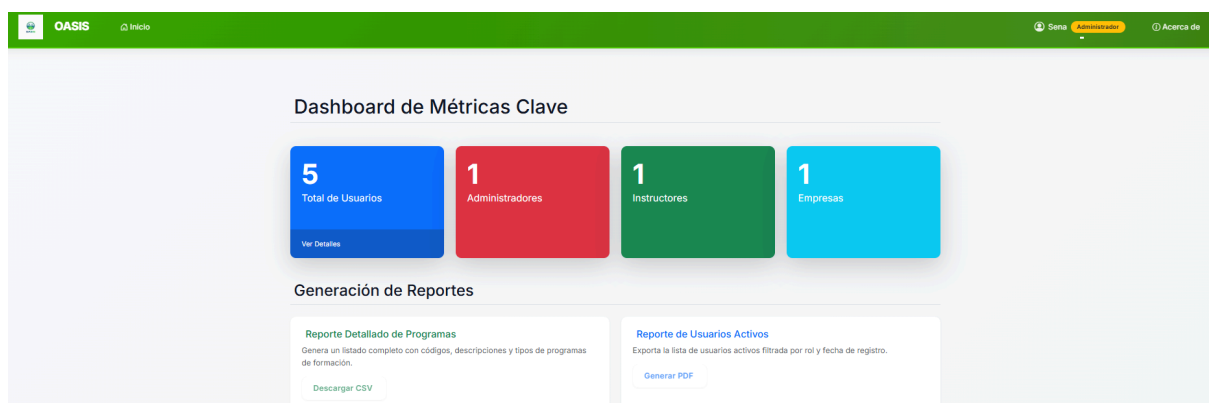 OASIS
Inicio
Sena Administrador
Acerca de
Dashboard de Métricas Clave
5
Total de Usuarios
Ver Detalles
1
Administradores
1
Instructores
1
Empresas
Generación de Reportes
Reporte Detallado de Programas
Genera un listado completo con códigos, descripciones y tipos de programas
de formación.
Descargar CSV
Reporte de Usuarios Activos
Exporta la lista de usuarios activos filtrada por rol y fecha de registro.
Generar PDF